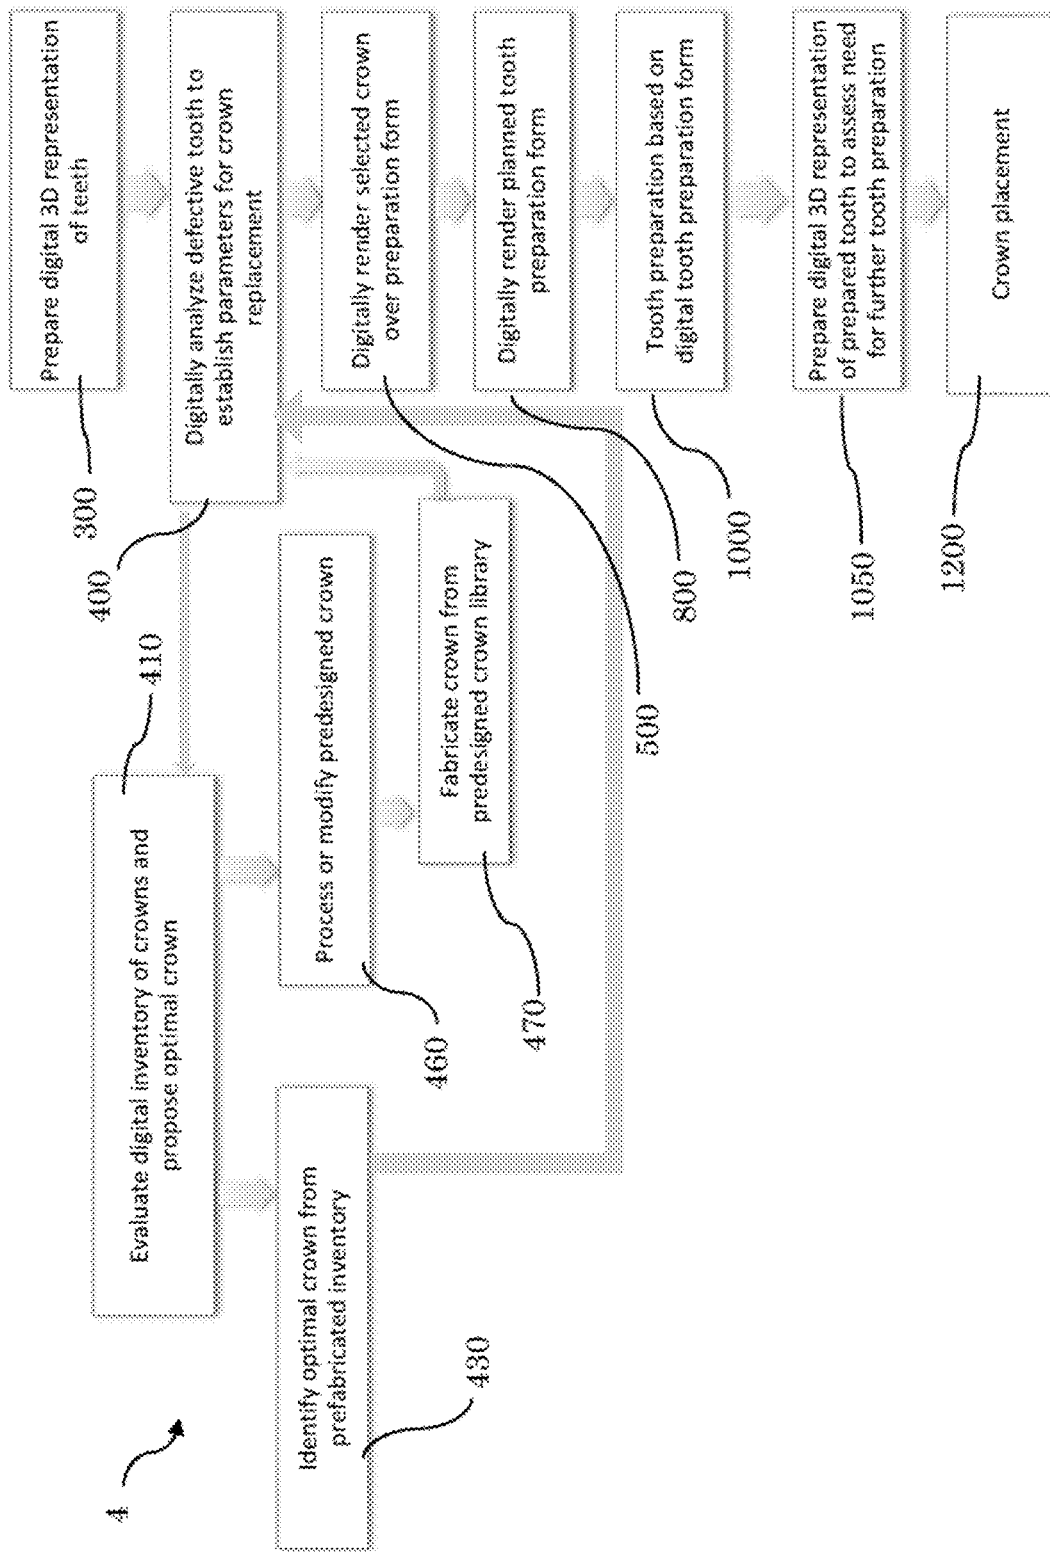 4
Evaluate digital inventory of crowns and
propose optimal crown
410
Identify optimal crown from
prefabricated inventory
430
Process or modify predesigned crown
460
Fabricate crown from
predesigned crown library
470
Prepare digital 3D representation
of teeth
300
Digitally analyze defective tooth to
establish parameters for crown
replacement
400
Digitally render selected crown
over preparation form
500
Digitally render planned tooth
preparation form
800
Tooth preparation based on
digital tooth preparation form
1000
Prepare digital 3D representation
of prepared tooth to assess need
for further tooth preparation
1050
Crown placement
1200